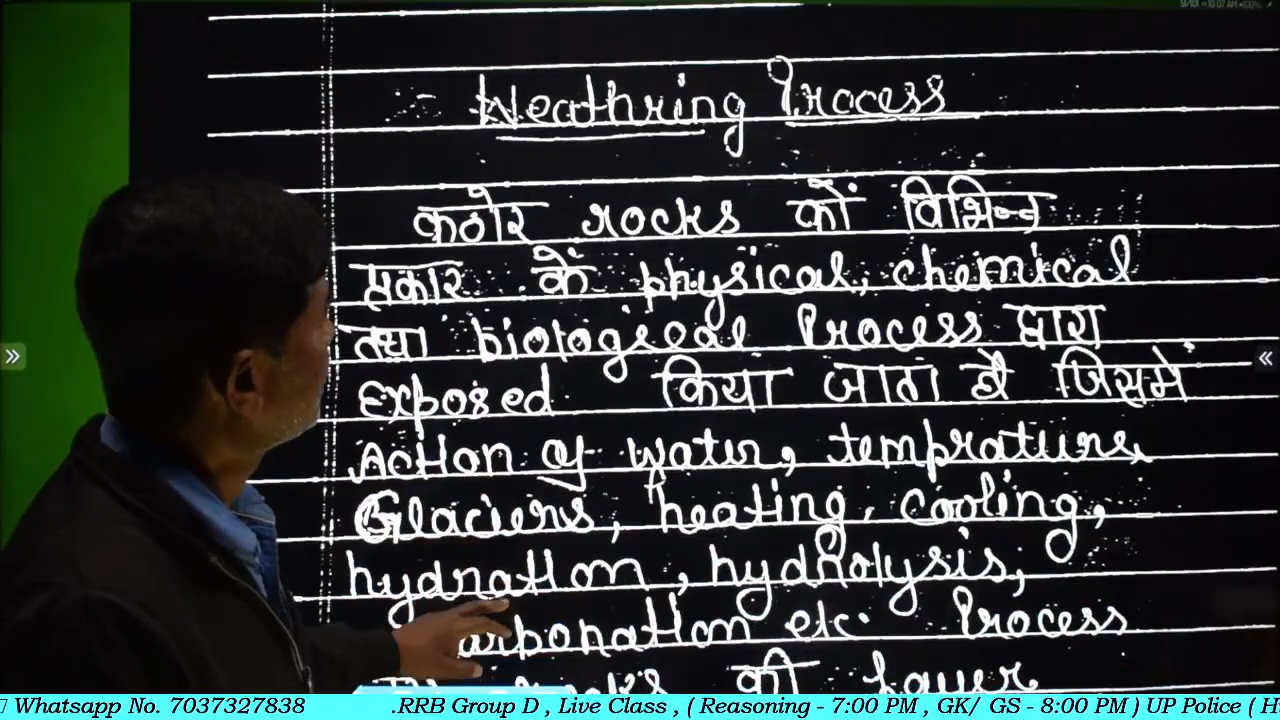 :- Weathring Process
कठोर rocks कों विभिन्न
प्रकार कें physical, chemical
तथा biological Process द्वारा
Exposed किया जाता हैं जिसमें
Action of water, temprature,
Glaciers, heating, cooling,
hydration, hydrolysis,
arbonation etc. Process
की layer
Whatsapp No. 7037327838 .RRB Group D , Live Class , ( Reasoning - 7:00 PM , GK/ GS - 8:00 PM ) UP Police ( H